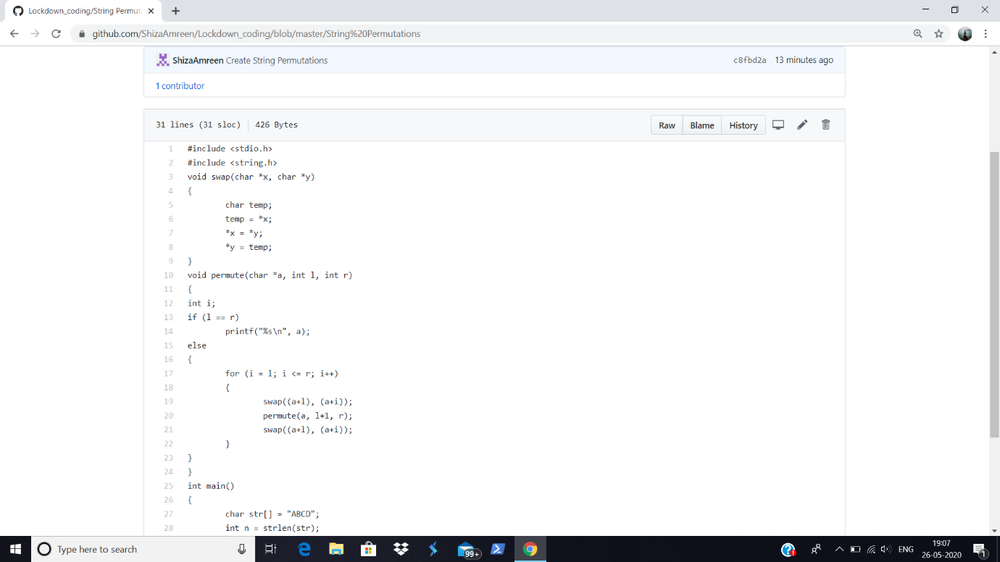 Lockdown_coding/String Permut
github.com/ShizaAmreen/Lockdown_coding/blob/master/String%20Permutations
ShizaAmreen Create String Permutations c8fbd2a 13 minutes ago
1 contributor
31 lines (31 sloc) 426 Bytes Raw Blame History
1 #include <stdio.h>
2 #include <string.h>
3 void swap(char *x, char *y)
4 {
5 char temp;
6 temp = *x;
7 *x = *y;
8 *y = temp;
9 }
10 void permute(char *a, int l, int r)
11 {
12 int i;
13 if (l == r)
14 printf("%s\n", a);
15 else
16 {
17 for (i = l; i <= r; i++)
18 {
19 swap((a+l), (a+i));
20 permute(a, l+1, r);
21 swap((a+l), (a+i));
22 }
23 }
24 }
25 int main()
26 {
27 char str[] = "ABCD";
28 int n = strlen(str);
Type here to search 99+ ENG 19:07
26-05-2020 1